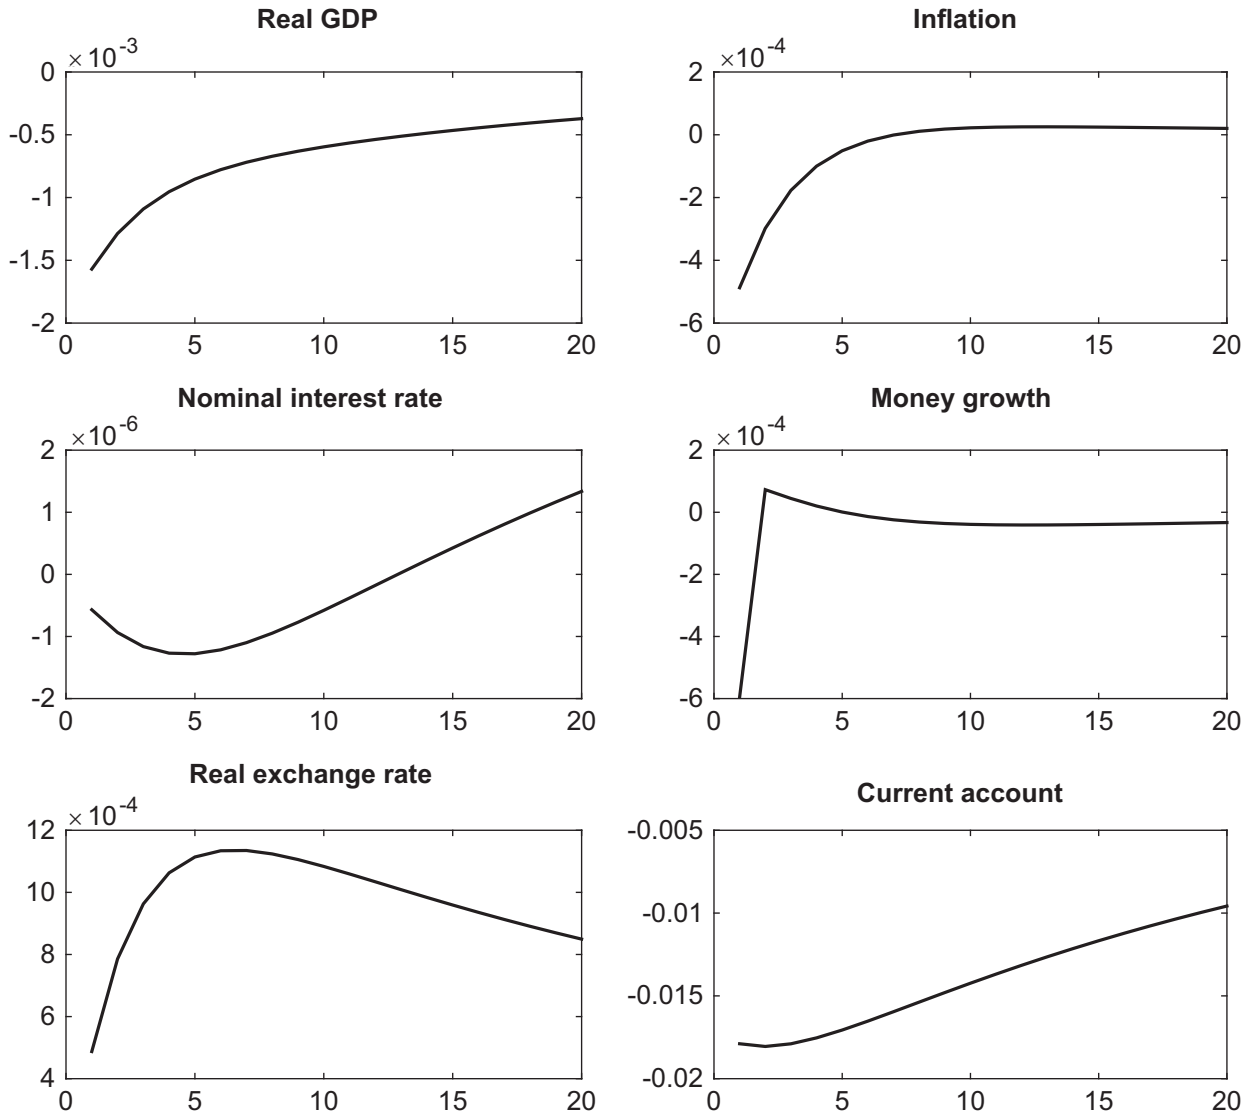 Real GDP
×10-3
0
-0.5
-1
-1.5
-2
0 5 10 15 20
Inflation
×10-4
2
0
-2
-4
-6
0 5 10 15 20
Nominal interest rate
×10-6
2
1
0
-1
-2
0 5 10 15 20
Money growth
×10-4
2
0
-2
-4
-6
0 5 10 15 20
Real exchange rate
×10-4
12
10
8
6
4
0 5 10 15 20
Current account
-0.005
-0.01
-0.015
-0.02
0 5 10 15 20